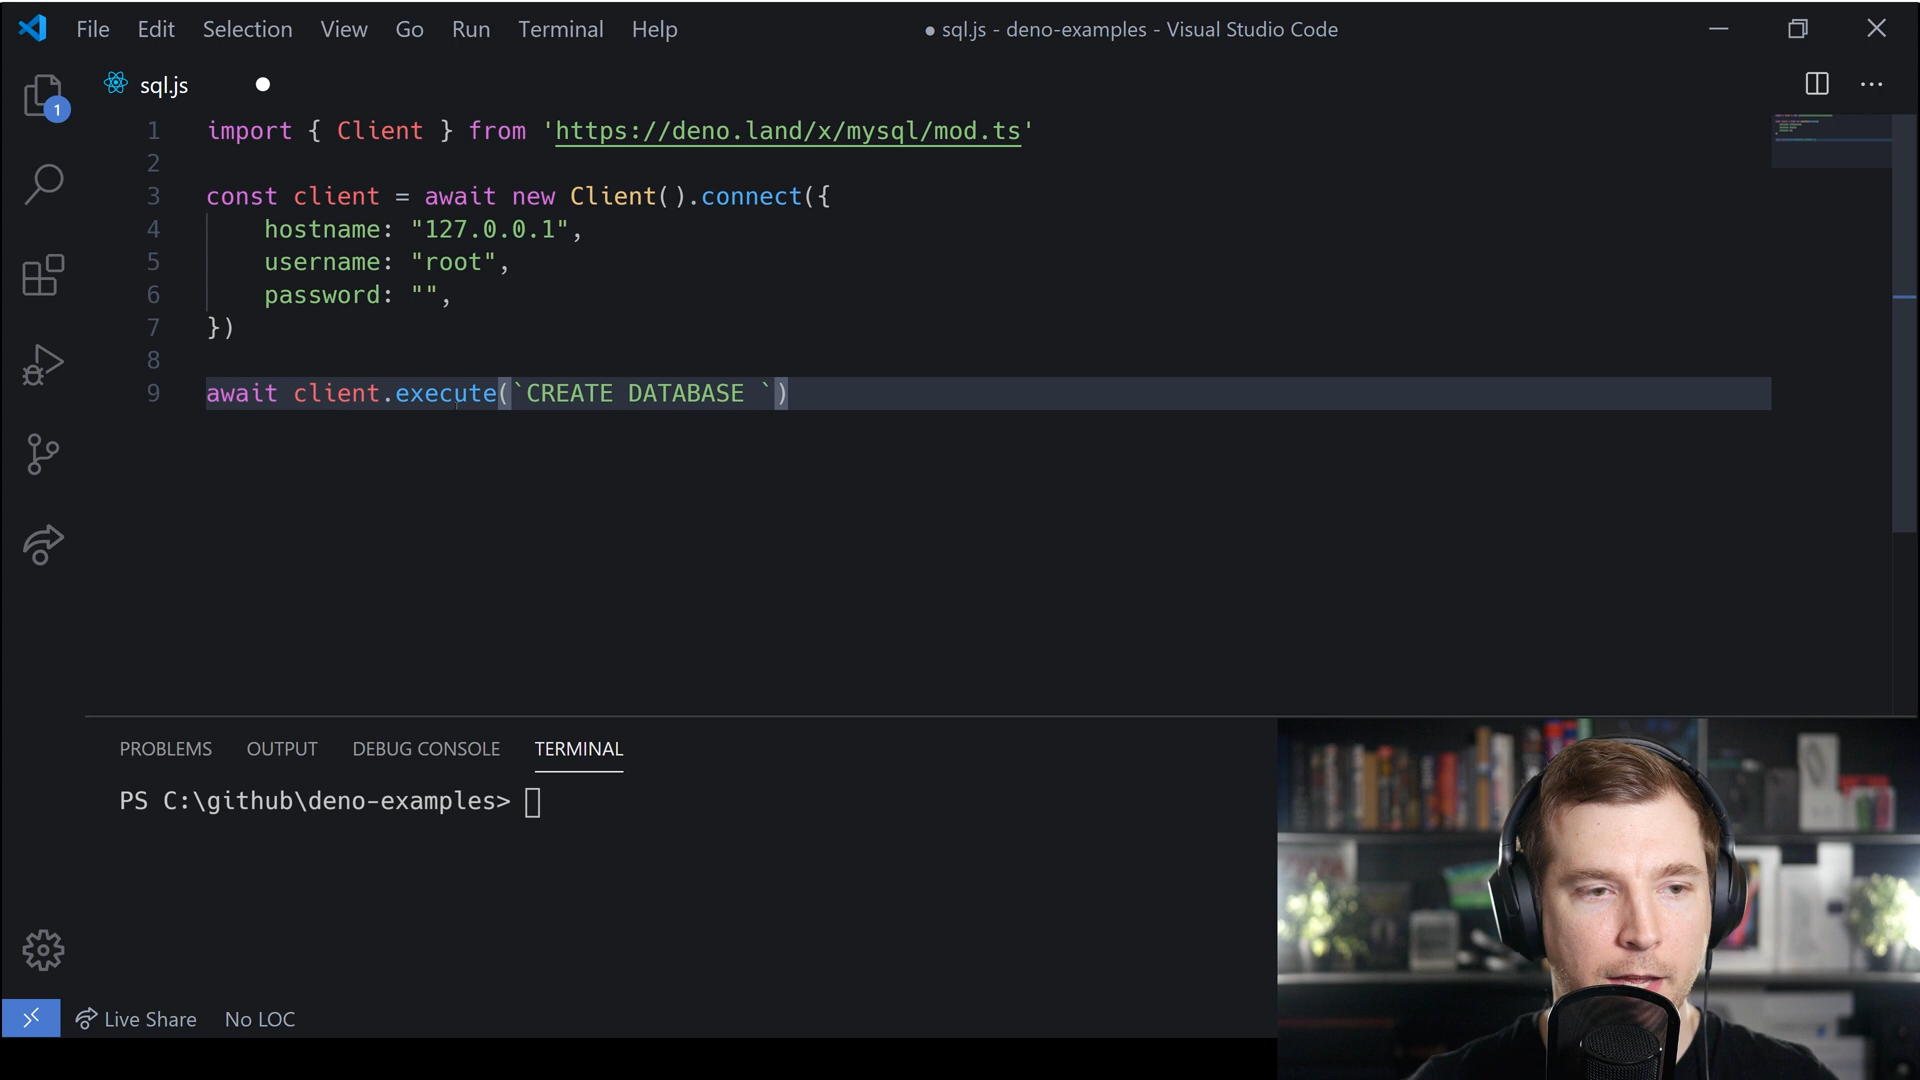 File Edit Selection View Go Run Terminal Help ● sql.js - deno-examples - Visual Studio Code
sql.js
1
1 import { Client } from 'https://deno.land/x/mysql/mod.ts'
2
3 const client = await new Client().connect({
4 hostname: "127.0.0.1",
5 username: "root",
6 password: "",
7 })
8
9 await client.execute(`CREATE DATABASE `)
PROBLEMS OUTPUT DEBUG CONSOLE TERMINAL
PS C:\github\deno-examples>
Live Share No LOC